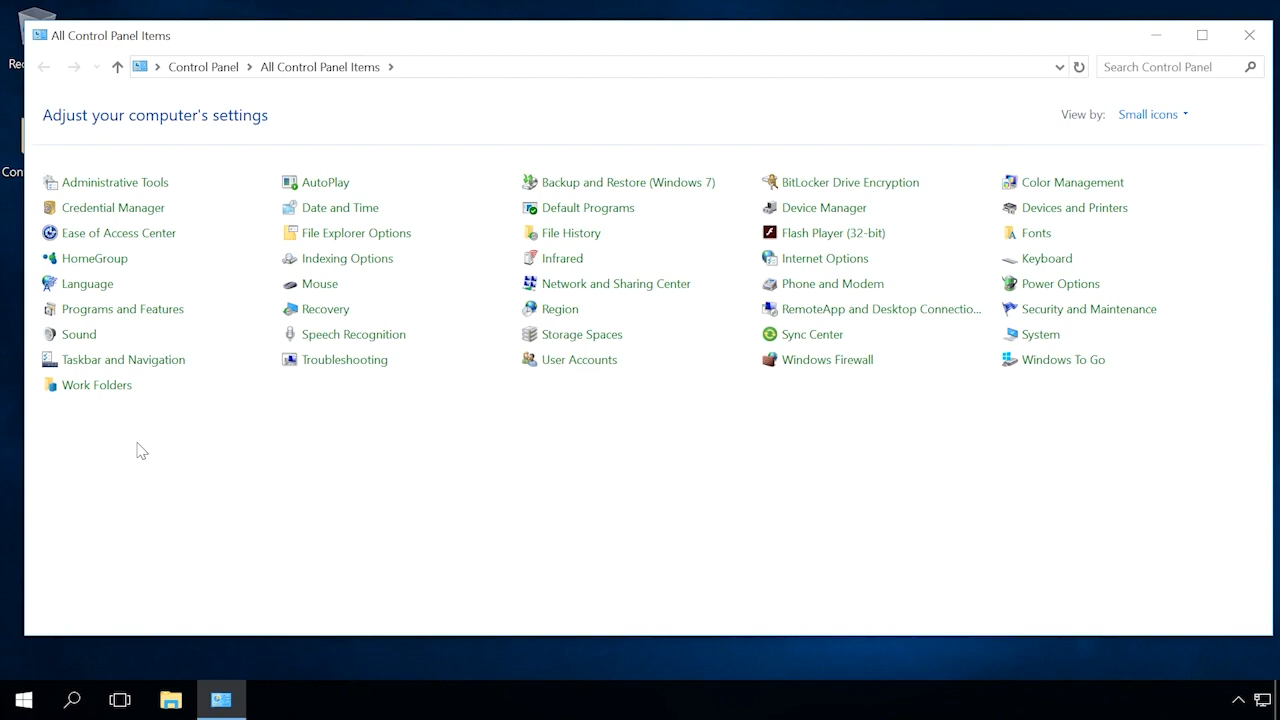 Rec
All Control Panel Items
Control Panel > All Control Panel Items >
Search Control Panel
Adjust your computer's settings
View by: Small icons
Con
Administrative Tools AutoPlay Backup and Restore (Windows 7) BitLocker Drive Encryption Color Management
Credential Manager Date and Time Default Programs Device Manager Devices and Printers
Ease of Access Center File Explorer Options File History Flash Player (32-bit) Fonts
HomeGroup Indexing Options Infrared Internet Options Keyboard
Language Mouse Network and Sharing Center Phone and Modem Power Options
Programs and Features Recovery Region RemoteApp and Desktop Connectio... Security and Maintenance
Sound Speech Recognition Storage Spaces Sync Center System
Taskbar and Navigation Troubleshooting User Accounts Windows Firewall Windows To Go
Work Folders